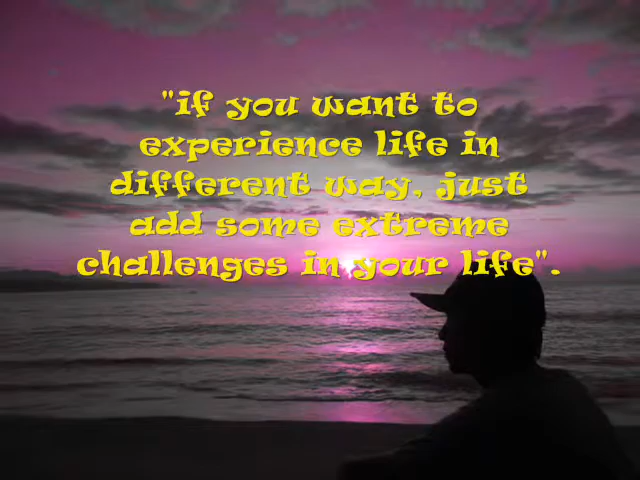 "if you want to
experience life in
different way, just
add some extreme
challenges in your life".